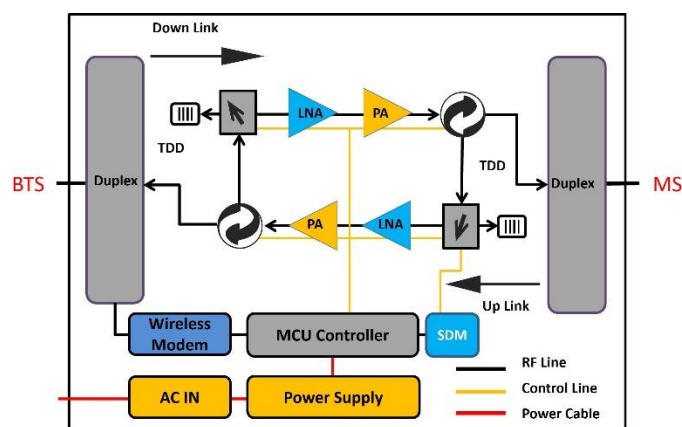 Down Link
LNA
PA
TDD
TDD
BTS
Duplex
Duplex
MS
PA
LNA
Up Link
Wireless
Modem
MCU Controller
SDM
RF Line
Control Line
AC IN
Power Supply
Power Cable